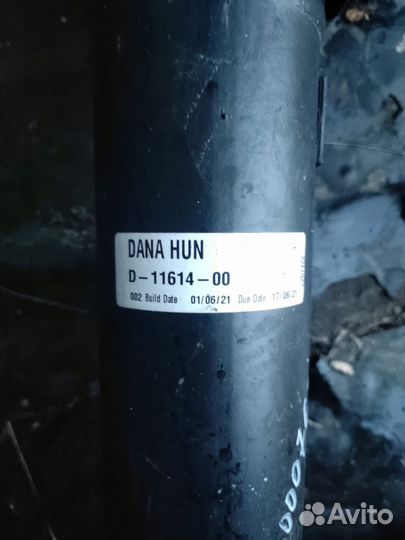 DANA HUN
D-11614-00
002 Build Date 01/06/21 Due Date 17/06/21
Avito